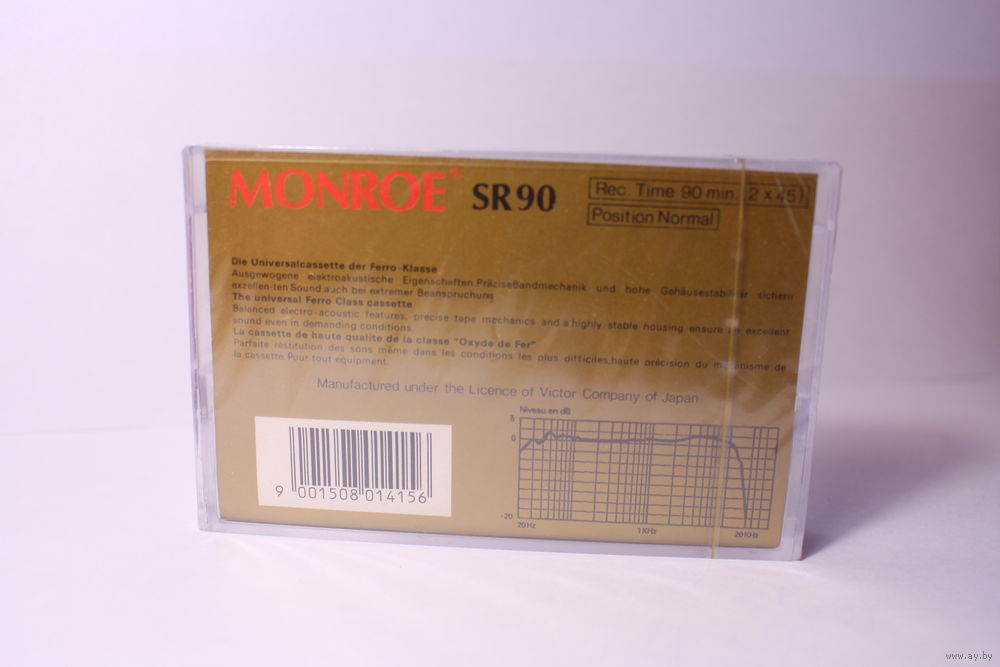 MONROE® SR90
Rec. Time 90 min. (2 x 45)
Position Normal
Die Universalcassette der Ferro-Klasse
Ausgewogene elektroakustische Eigenschaften.PräziseBandmechanik und hohe Gehäusestabilität sichern
exzellen-ten Sound auch bei extremer Beanspruchung
The universal Ferro Class cassette
Balanced electro-acoustic features, precise tape mechanics and a highly stable housing ensure an excellent
sound even in demanding conditions.
La cassette de haute qualite de la classe "Oxyde de Fer"
Parfaite restitution des sons même dans les conditions les plus difficiles,haute précision du mécanisme de
la cassette.Pour tout equipment.
Manufactured under the Licence of Victor Company of Japan
Niveau en dB
5
0
-20
20Hz 1KHz 20KHz
9 001508 014156
www.ay.by